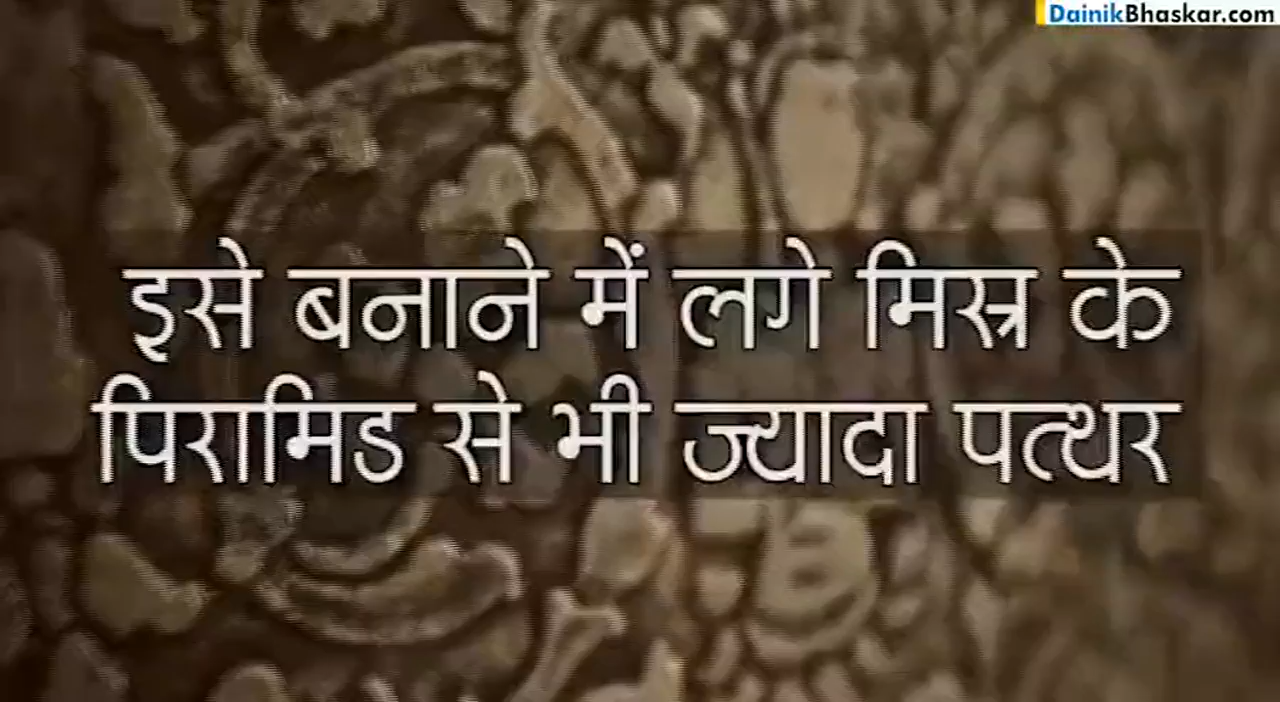 DainikBhaskar.com
इसे बनाने में लगे मिस्र के
पिरामिड से भी ज्यादा पत्थर